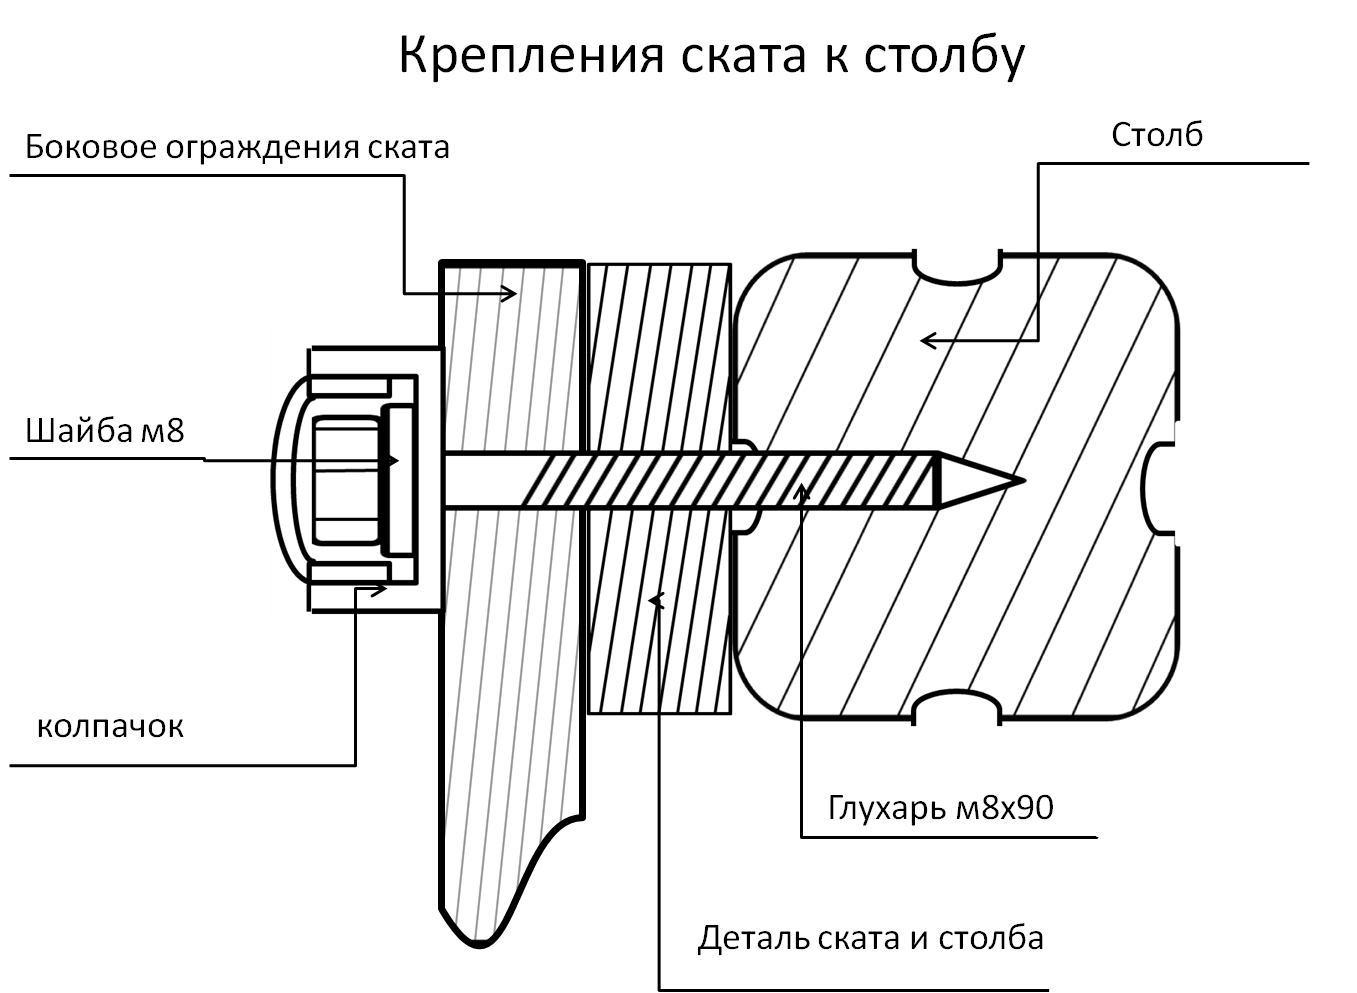 Крепления ската к столбу
Боковое ограждения ската
Столб
Шайба м8
колпачок
Глухарь м8х90
Деталь ската и столба